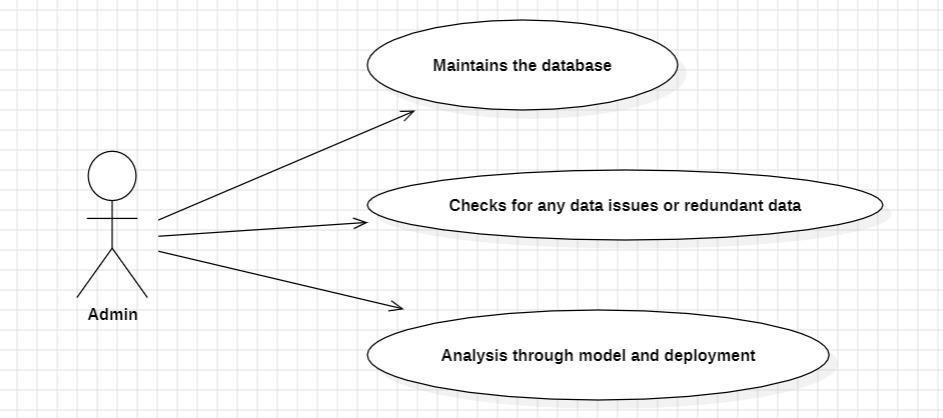 Maintains the database
Checks for any data issues or redundant data
Admin
Analysis through model and deployment